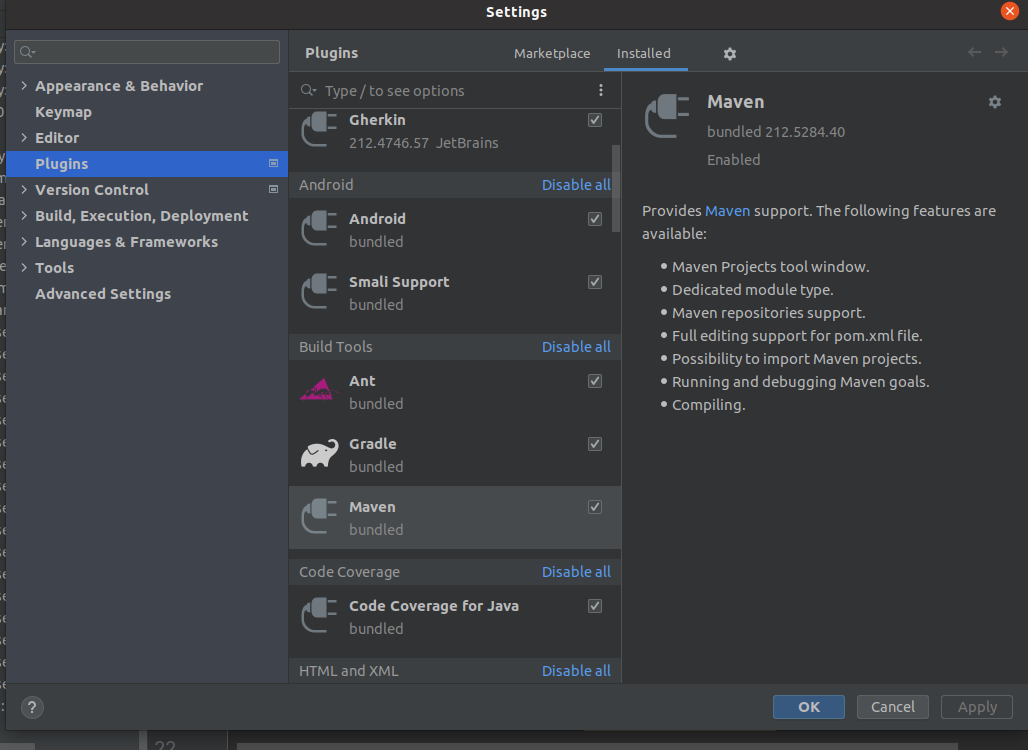 Settings
Plugins
Marketplace
Installed
Type / to see options
Appearance & Behavior
Keymap
Editor
Plugins
Version Control
Build, Execution, Deployment
Languages & Frameworks
Tools
Advanced Settings
Gherkin
212.4746.57 JetBrains
Android Disable all
Android
bundled
Smali Support
bundled
Build Tools Disable all
Ant
bundled
Gradle
bundled
Maven
bundled
Code Coverage Disable all
Code Coverage for Java
bundled
HTML and XML Disable all
Maven
bundled 212.5284.40
Enabled
Provides Maven support. The following features are
available:
• Maven Projects tool window.
• Dedicated module type.
• Maven repositories support.
• Full editing support for pom.xml file.
• Possibility to import Maven projects.
• Running and debugging Maven goals.
• Compiling.
?
OK
Cancel
Apply
22